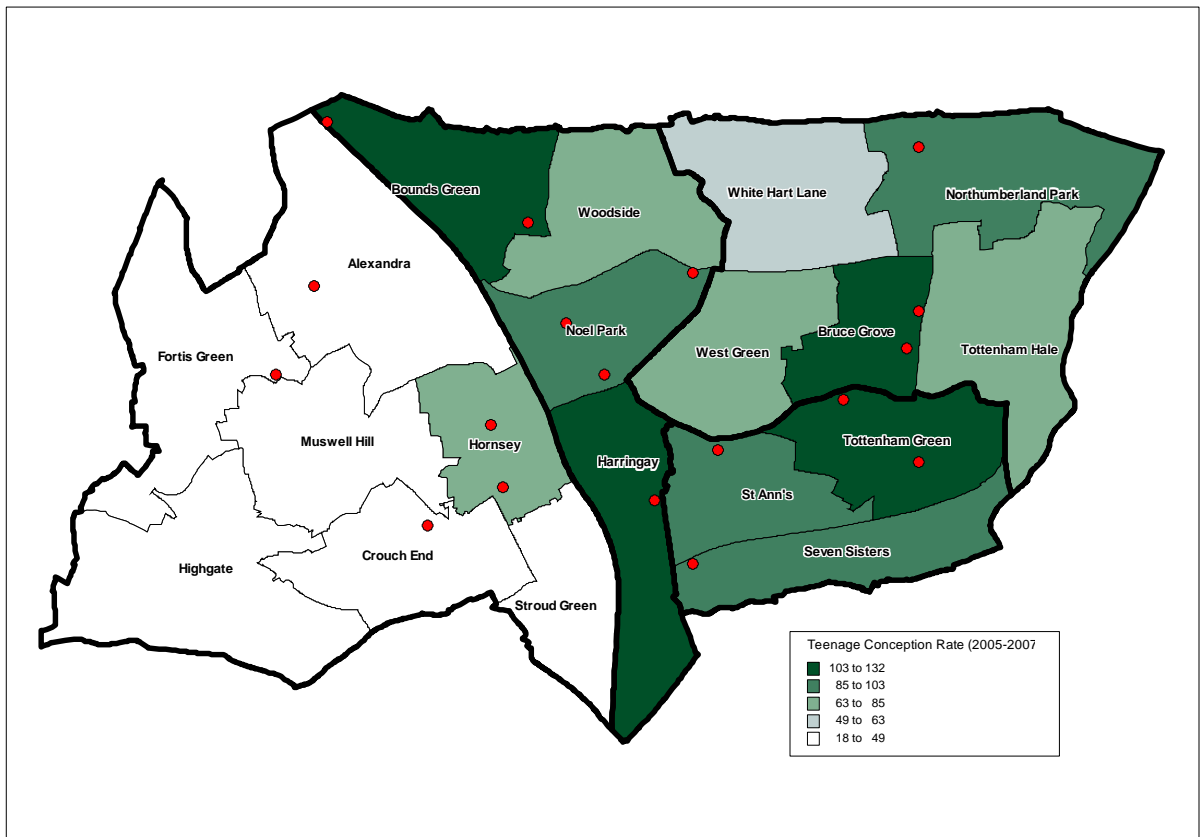 Bounds Green
Woodside
White Hart Lane
Northumberland Park
Alexandra
Noel Park
Bruce Grove
West Green
Tottenham Hale
Fortis Green
Muswell Hill
Hornsey
Harringay
Tottenham Green
St Ann's
Seven Sisters
Crouch End
Highgate
Stroud Green
Teenage Conception Rate (2005-2007
103 to 132
85 to 103
63 to 85
49 to 63
18 to 49